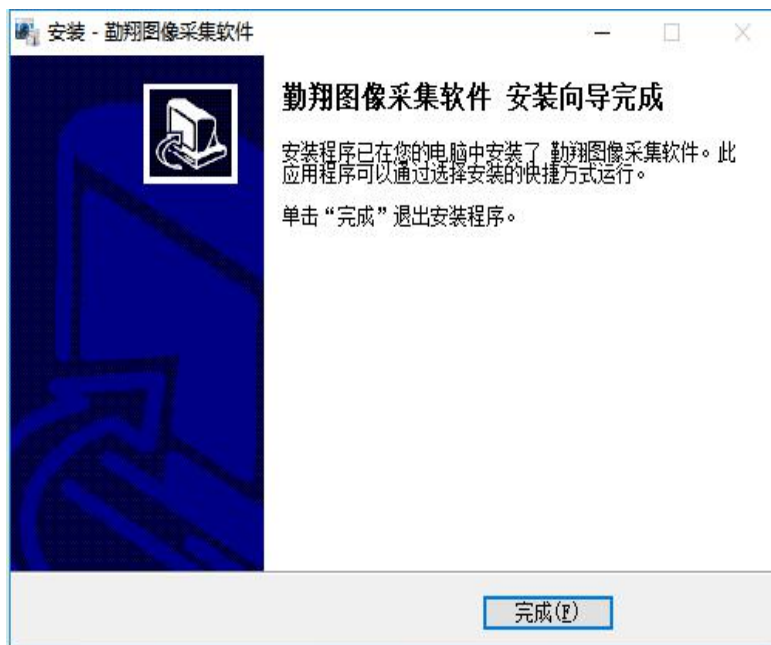 安装 - 勤翔图像采集软件
勤翔图像采集软件 安装向导完成
安装程序已在您的电脑中安装了 勤翔图像采集软件。此
应用程序可以通过选择安装的快捷方式运行。
单击“完成”退出安装程序。
完成(F)